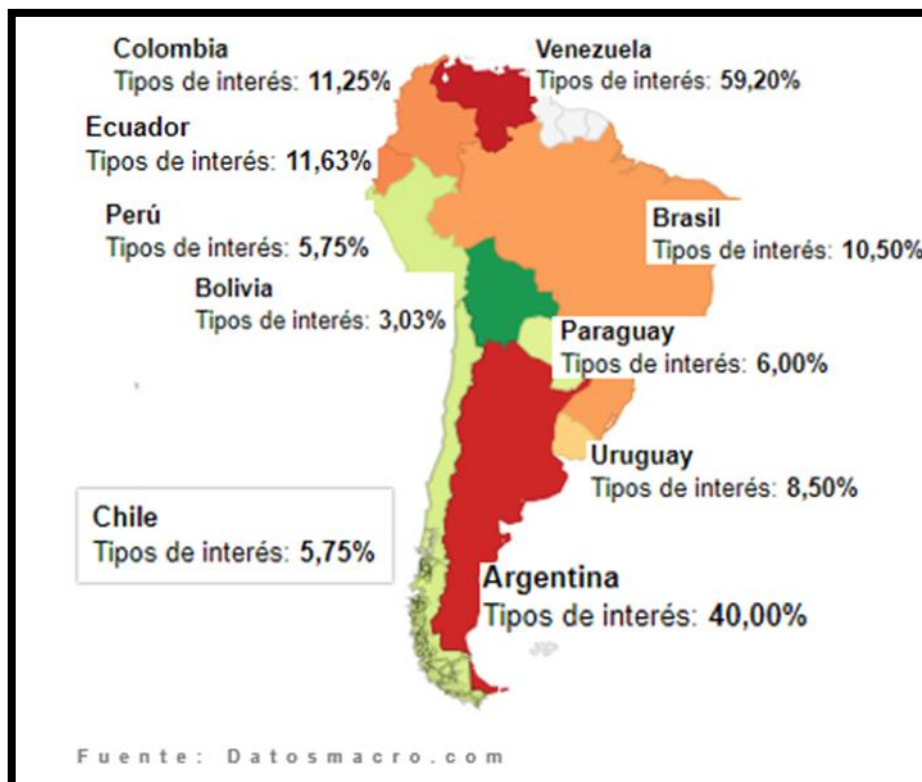 Colombia
Tipos de interés: 11,25%
Venezuela
Tipos de interés: 59,20%
Ecuador
Tipos de interés: 11,63%
Perú
Tipos de interés: 5,75%
Brasil
Tipos de interés: 10,50%
Bolivia
Tipos de interés: 3,03%
Paraguay
Tipos de interés: 6,00%
Uruguay
Tipos de interés: 8,50%
Chile
Tipos de interés: 5,75%
Argentina
Tipos de interés: 40,00%
Fuente: Datosmacro.com